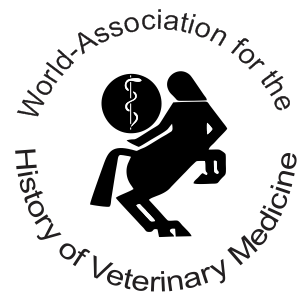 World-Association for the
History of Veterinary Medicine